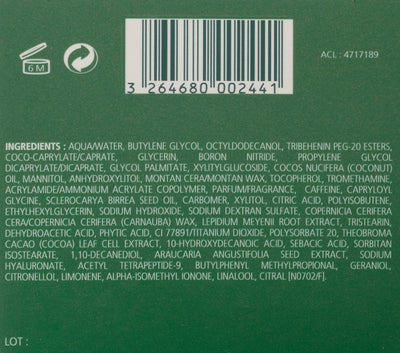 6 M
ACL : 4717189
3 264680 002441
INGREDIENTS : AQUA/WATER, BUTYLENE GLYCOL, OCTYLDODECANOL, TRIBEHENIN PEG-20 ESTERS,
COCO-CAPRYLATE/CAPRATE, GLYCERIN, BORON NITRIDE, PROPYLENE GLYCOL
DICAPRYLATE/DICAPRATE, GLYCOL PALMITATE, XYLITYLGLUCOSIDE, COCOS NUCIFERA (COCONUT)
OIL, MANNITOL, ANHYDROXYLITOL, MONTAN CERA/MONTAN WAX, TOCOPHEROL, TROMETHAMINE,
ACRYLAMIDE/AMMONIUM ACRYLATE COPOLYMER, PARFUM/FRAGRANCE, CAFFEINE, CAPRYLOYL
GLYCINE, SCLEROCARYA BIRREA SEED OIL, CARBOMER, XYLITOL, CITRIC ACID, POLYISOBUTENE,
ETHYLHEXYLGLYCERIN, SODIUM HYDROXIDE, SODIUM DEXTRAN SULFATE, COPERNICIA CERIFERA
CERA/COPERNICIA CERIFERA (CARNAUBA) WAX, LEPIDIUM MEYENII ROOT EXTRACT, TRISTEARIN,
DEHYDROACETIC ACID, PHYTIC ACID, CI 77891/TITANIUM DIOXIDE, POLYSORBATE 20, THEOBROMA
CACAO (COCOA) LEAF CELL EXTRACT, 10-HYDROXYDECANOIC ACID, SEBACIC ACID, SORBITAN
ISOSTEARATE, 1,10-DECANEDIOL, ARAUCARIA ANGUSTIFOLIA SEED EXTRACT, SODIUM
HYALURONATE, ACETYL TETRAPEPTIDE-9, BUTYLPHENYL METHYLPROPIONAL, GERANIOL,
CITRONELLOL, LIMONENE, ALPHA-ISOMETHYL IONONE, LINALOOL, CITRAL [N0702/F].
LOT :